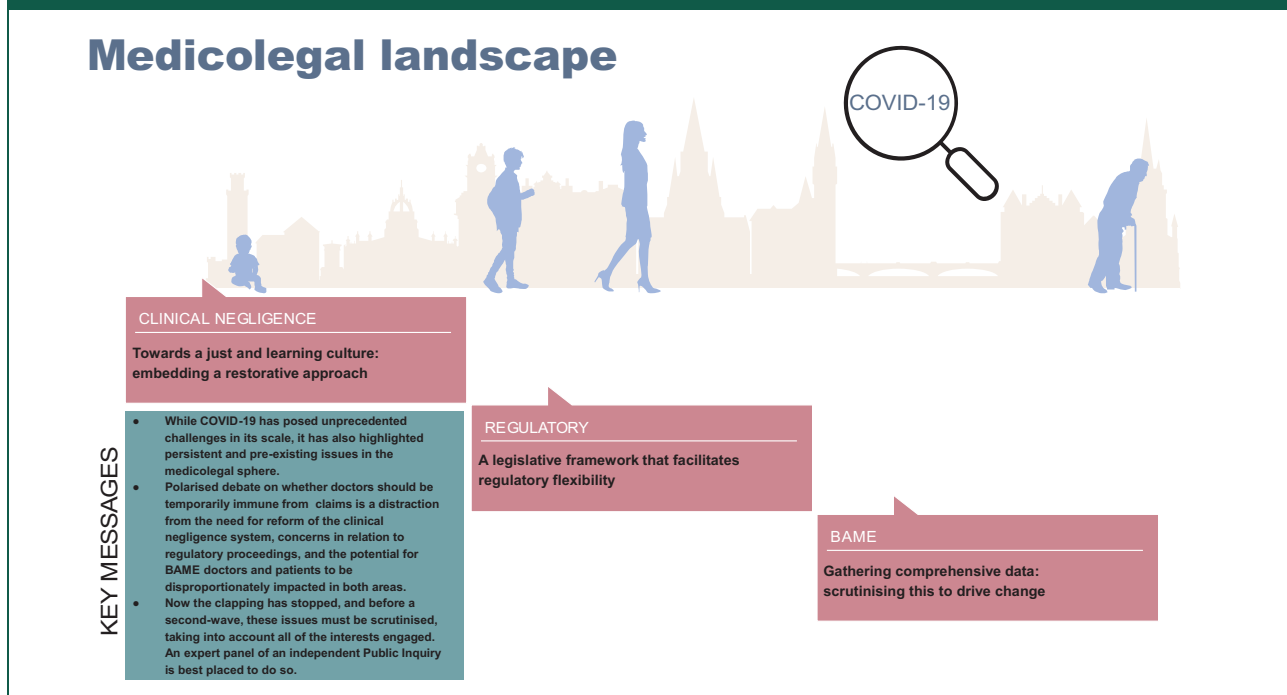 Medicolegal landscape
COVID-19
CLINICAL NEGLIGENCE
Towards a just and learning culture:
embedding a restorative approach
KEY MESSAGES
● While COVID-19 has posed unprecedented
challenges in its scale, it has also highlighted
persistent and pre-existing issues in the
medicolegal sphere.
● Polarised debate on whether doctors should be
temporarily immune from claims is a distraction
from the need for reform of the clinical
negligence system, concerns in relation to
regulatory proceedings, and the potential for
BAME doctors and patients to be
disproportionately impacted in both areas.
● Now the clapping has stopped, and before a
second-wave, these issues must be scrutinised,
taking into account all of the interests engaged.
An expert panel of an independent Public Inquiry
is best placed to do so.
REGULATORY
A legislative framework that facilitates
regulatory flexibility
BAME
Gathering comprehensive data:
scrutinising this to drive change